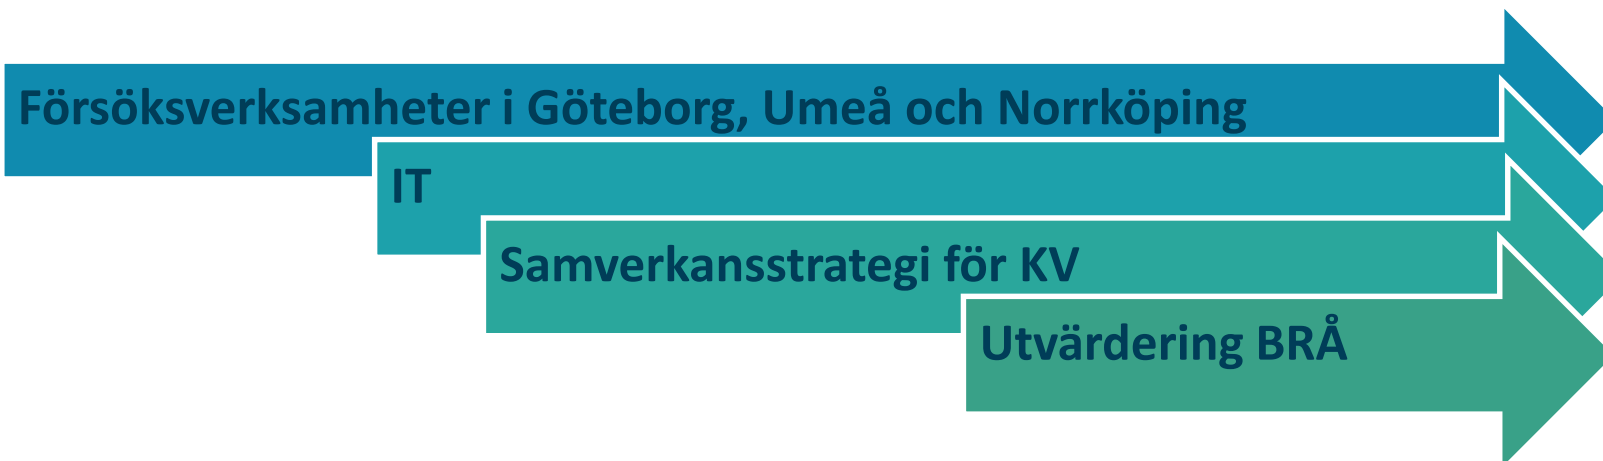 Försöksverksamheter i Göteborg, Umeå och Norrköping
IT
Samverkansstrategi för KV
Utvärdering BRÅ